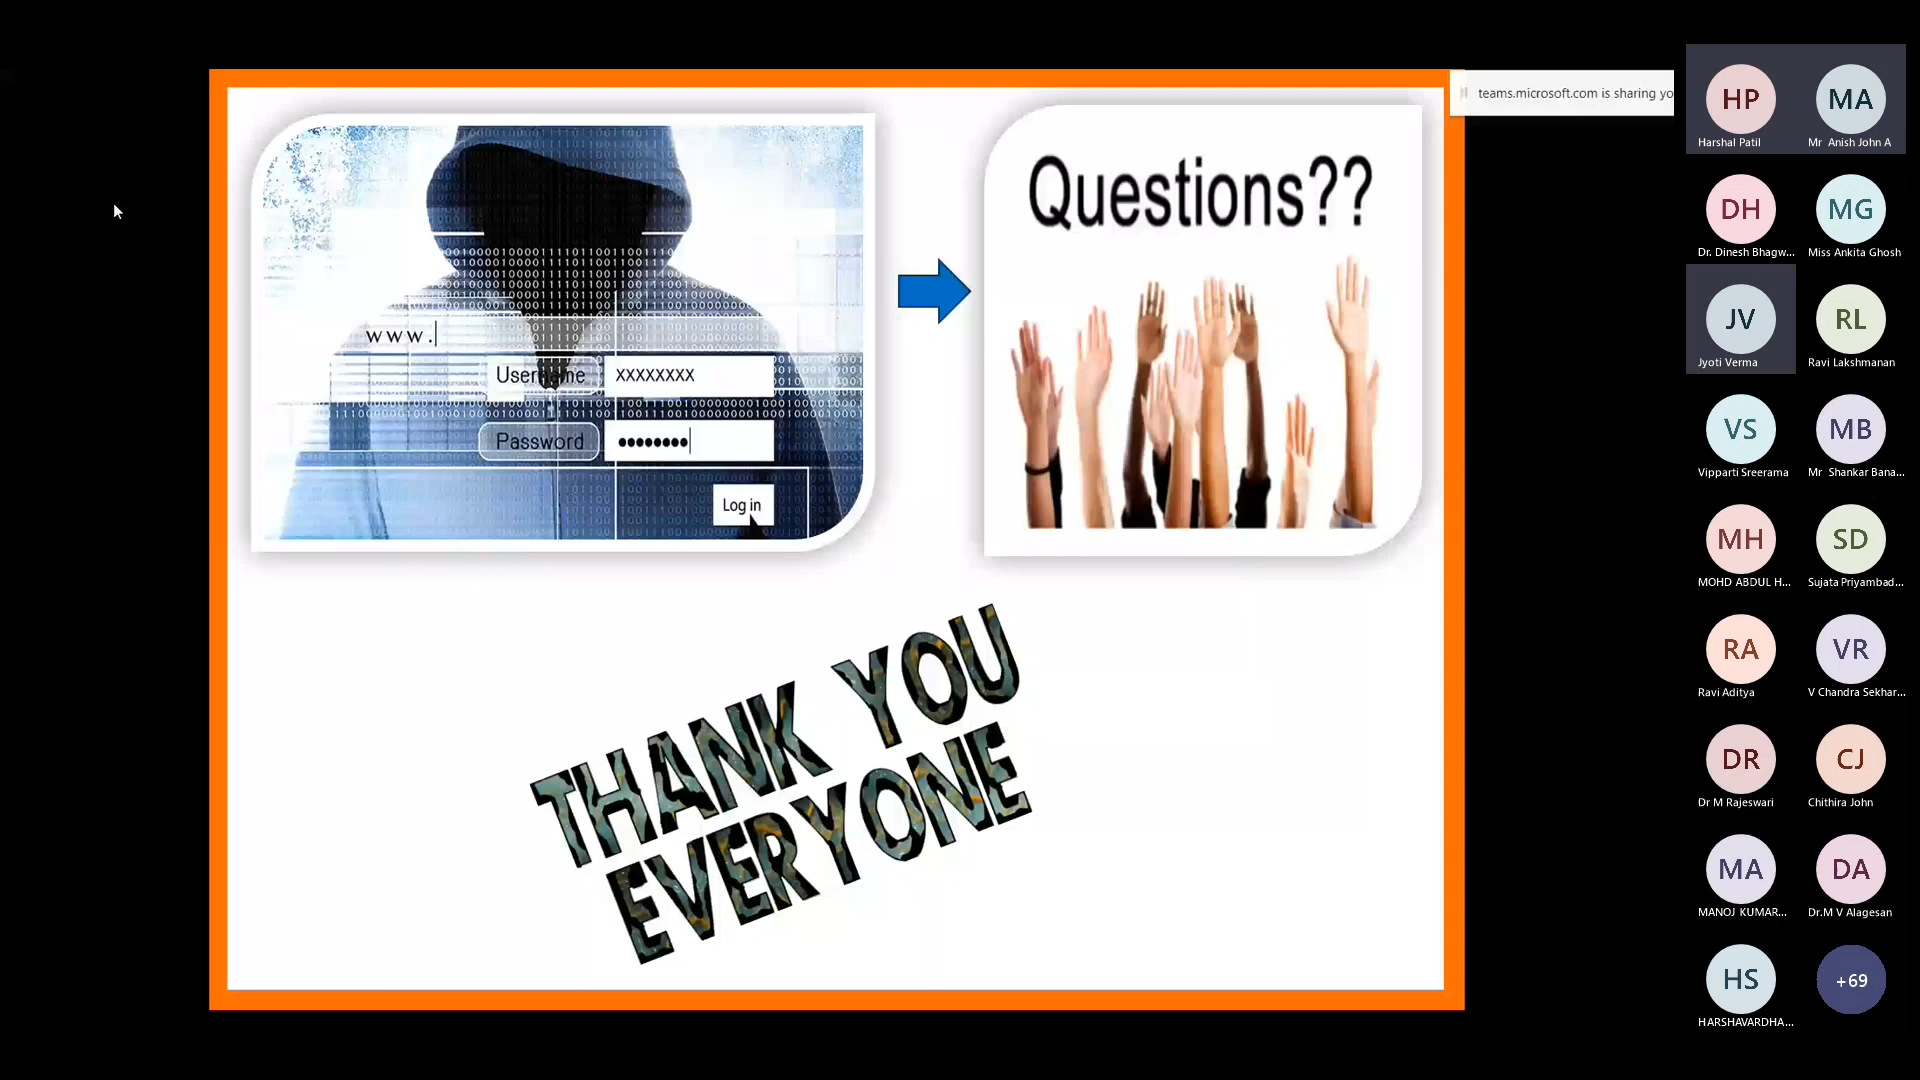 teams.microsoft.com is sharing yo
Questions??
www.
Username XXXXXXXX
Password
Log in
THANK YOU
EVERYONE
HP MA
Harshal Patil Mr Anish John A
DH MG
Dr. Dinesh Bhagw... Miss Ankita Ghosh
JV RL
Jyoti Verma Ravi Lakshmanan
VS MB
Vipparti Sreerama Mr Shankar Bana...
MH SD
MOHD ABDUL H... Sujata Priyambad...
RA VR
Ravi Aditya V Chandra Sekhar...
DR CJ
Dr M Rajeswari Chithira John
MA DA
MANOJ KUMAR... Dr.M V Alagesan
HS +69
HARSHAVARDHA...